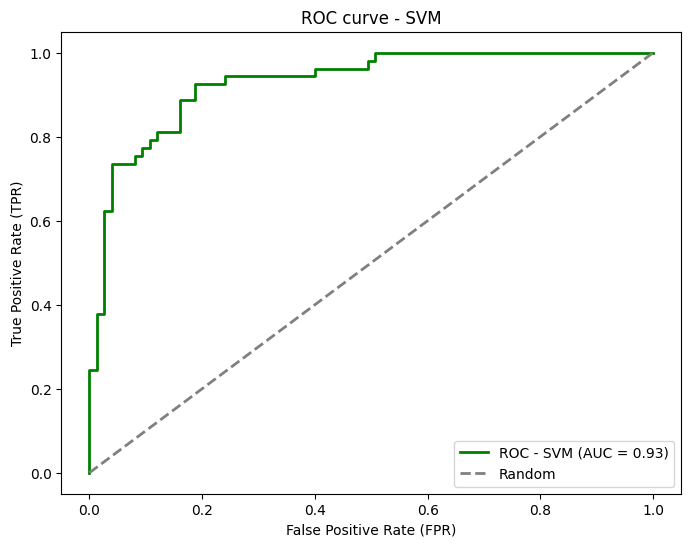 ROC curve - SVM
True Positive Rate (TPR)
1.0
0.8
0.6
0.4
0.2
0.0
0.0 0.2 0.4 0.6 0.8 1.0
False Positive Rate (FPR)
ROC - SVM (AUC = 0.93)
Random